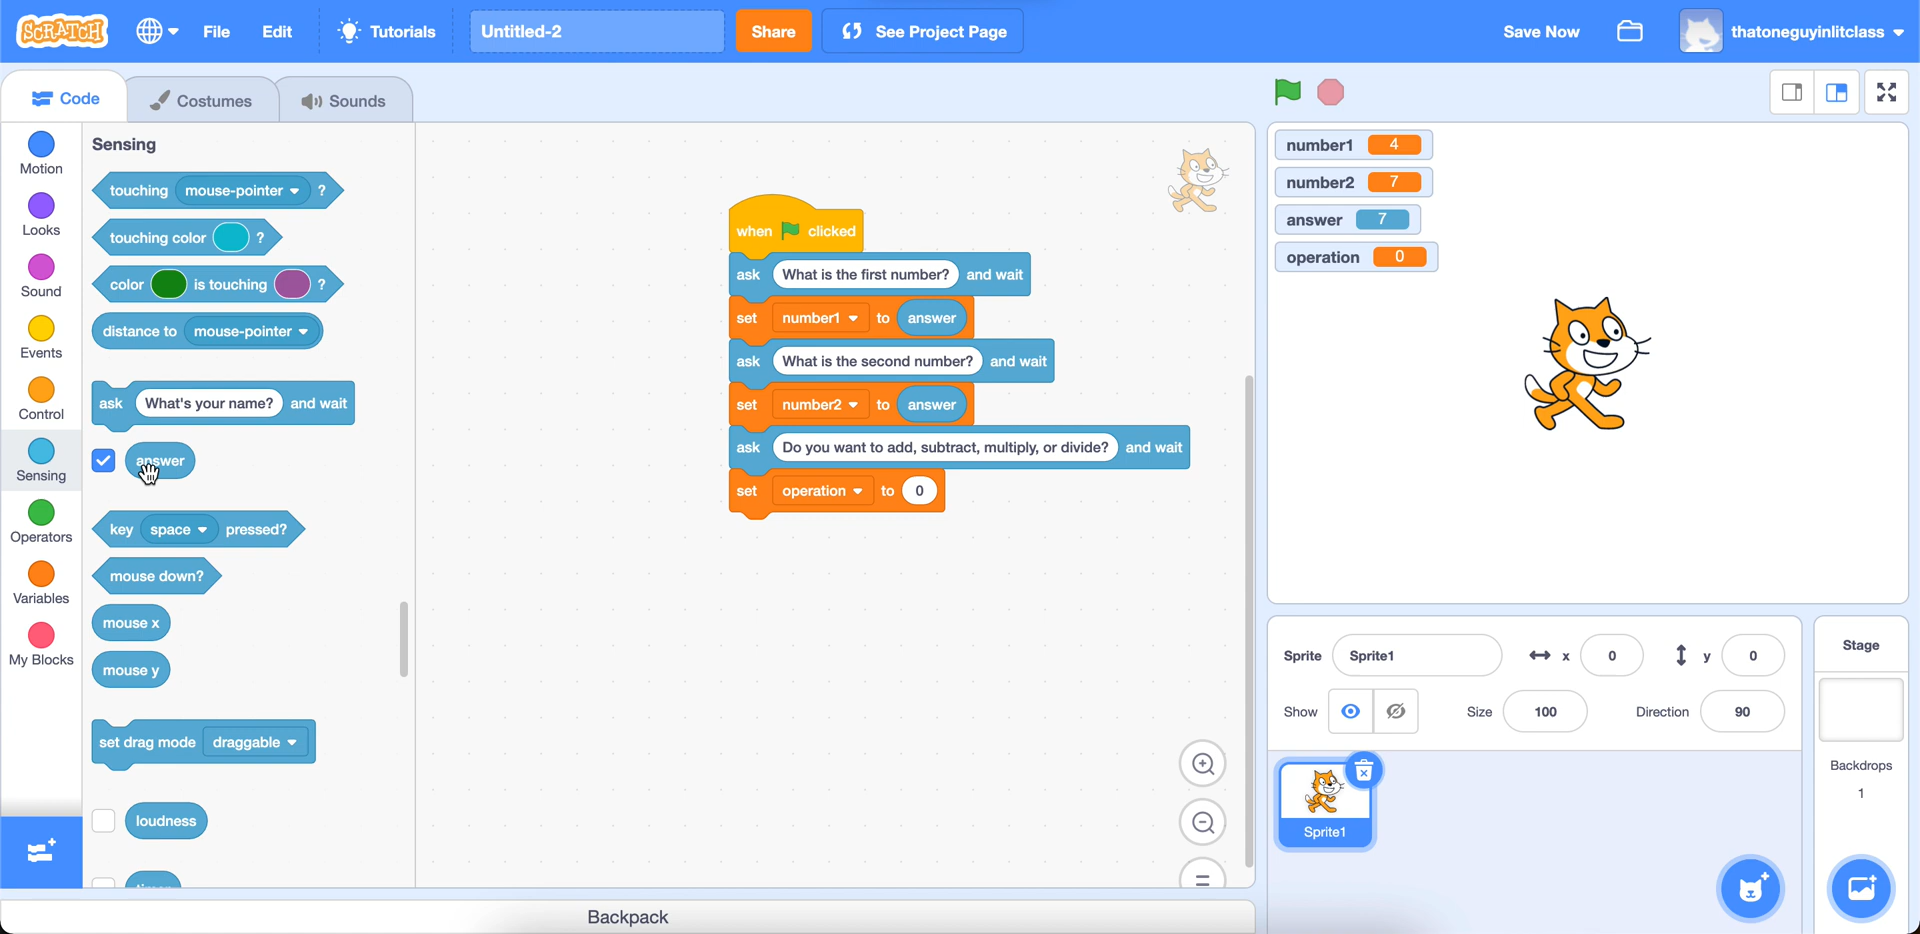 SCRATCH File Edit Tutorials Untitled-2 Share See Project Page Save Now thatoneguyinlitclass
Code Costumes Sounds
Motion
Looks
Sound
Events
Control
Sensing
Operators
Variables
My Blocks
Sensing
touching mouse-pointer ?
touching color ?
color is touching ?
distance to mouse-pointer
ask What's your name? and wait
answer
key space pressed?
mouse down?
mouse x
mouse y
set drag mode draggable
loudness
when clicked
ask What is the first number? and wait
set number1 to answer
ask What is the second number? and wait
set number2 to answer
ask Do you want to add, subtract, multiply, or divide? and wait
set operation to 0
number1 4
number2 7
answer 7
operation 0
Sprite Sprite1 x 0 y 0
Show Size 100 Direction 90
Sprite1
Stage
Backdrops
1
Backpack